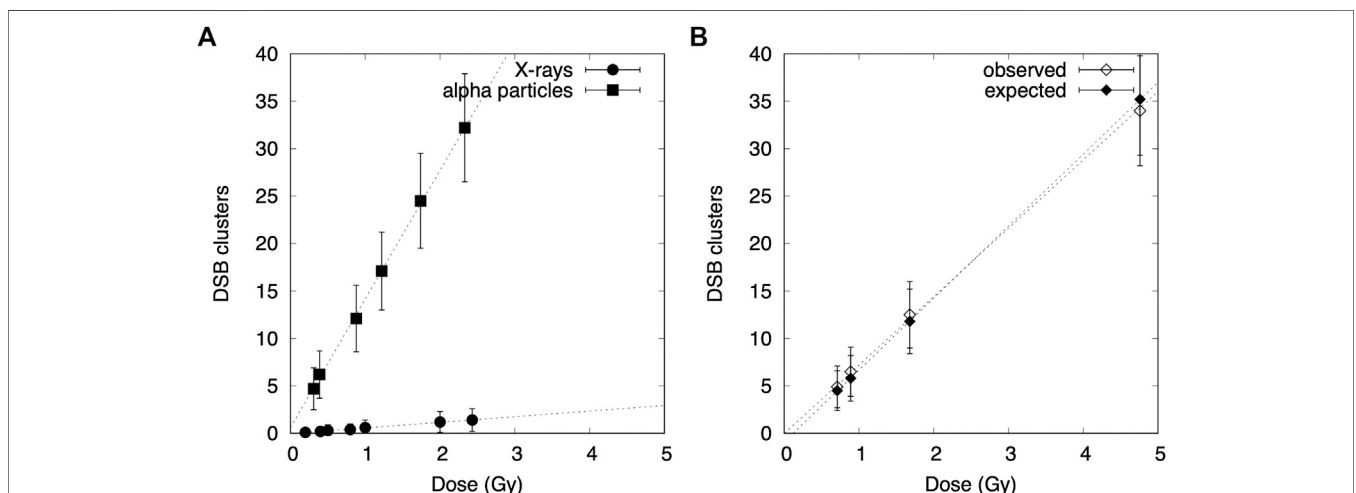 A
40
35
30
25
20
15
10
5
0
DSB clusters
X-rays
alpha particles
0 1 2 3 4 5
Dose (Gy)
B
40
35
30
25
20
15
10
5
0
DSB clusters
observed
expected
0 1 2 3 4 5
Dose (Gy)